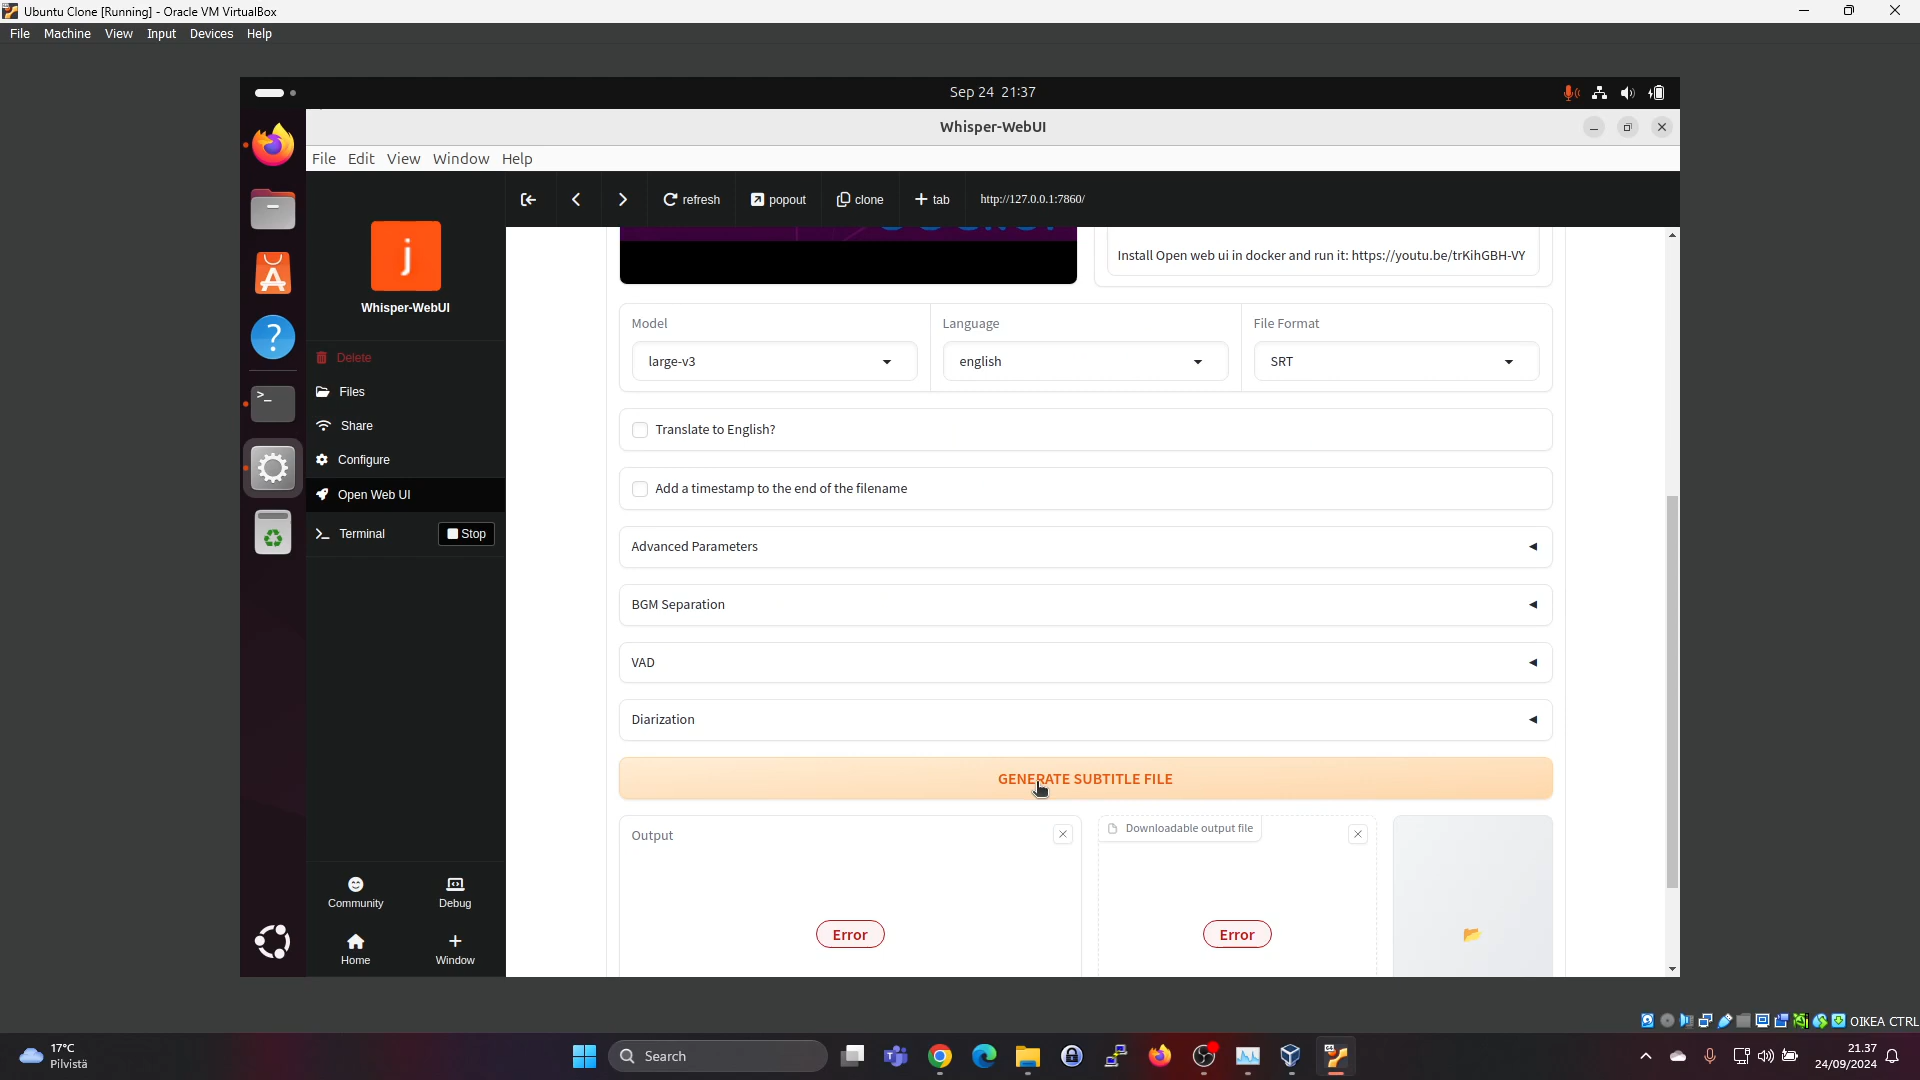 Ubuntu Clone [Running] - Oracle VM VirtualBox
File Machine View Input Devices Help
Sep 24 21:37
Whisper-WebUI
File Edit View Window Help
refresh popout clone tab http://127.0.0.1:7860/
j
Whisper-WebUI
Delete
Files
Share
Configure
Open Web UI
Terminal Stop
Community Debug
Home Window
Install Open web ui in docker and run it: https://youtu.be/trKihGBH-VY
Model Language File Format
large-v3 english SRT
Translate to English?
Add a timestamp to the end of the filename
Advanced Parameters
BGM Separation
VAD
Diarization
GENERATE SUBTITLE FILE
Output Downloadable output file
Error Error
OIKEA CTRL
17°C
Pilvistä
Search
21.37
24/09/2024